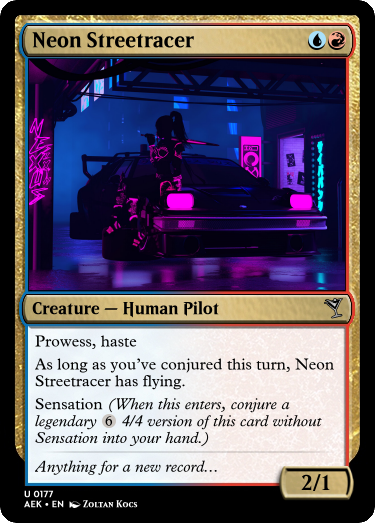 Neon Streetracer
Creature — Human Pilot
Prowess, haste
As long as you've conjured this turn, Neon
Streetracer has flying.
Sensation (When this enters, conjure a
legendary 6 4/4 version of this card without
Sensation into your hand.)
Anything for a new record…
2/1
U 0177
AEK • EN Zoltan Kocs